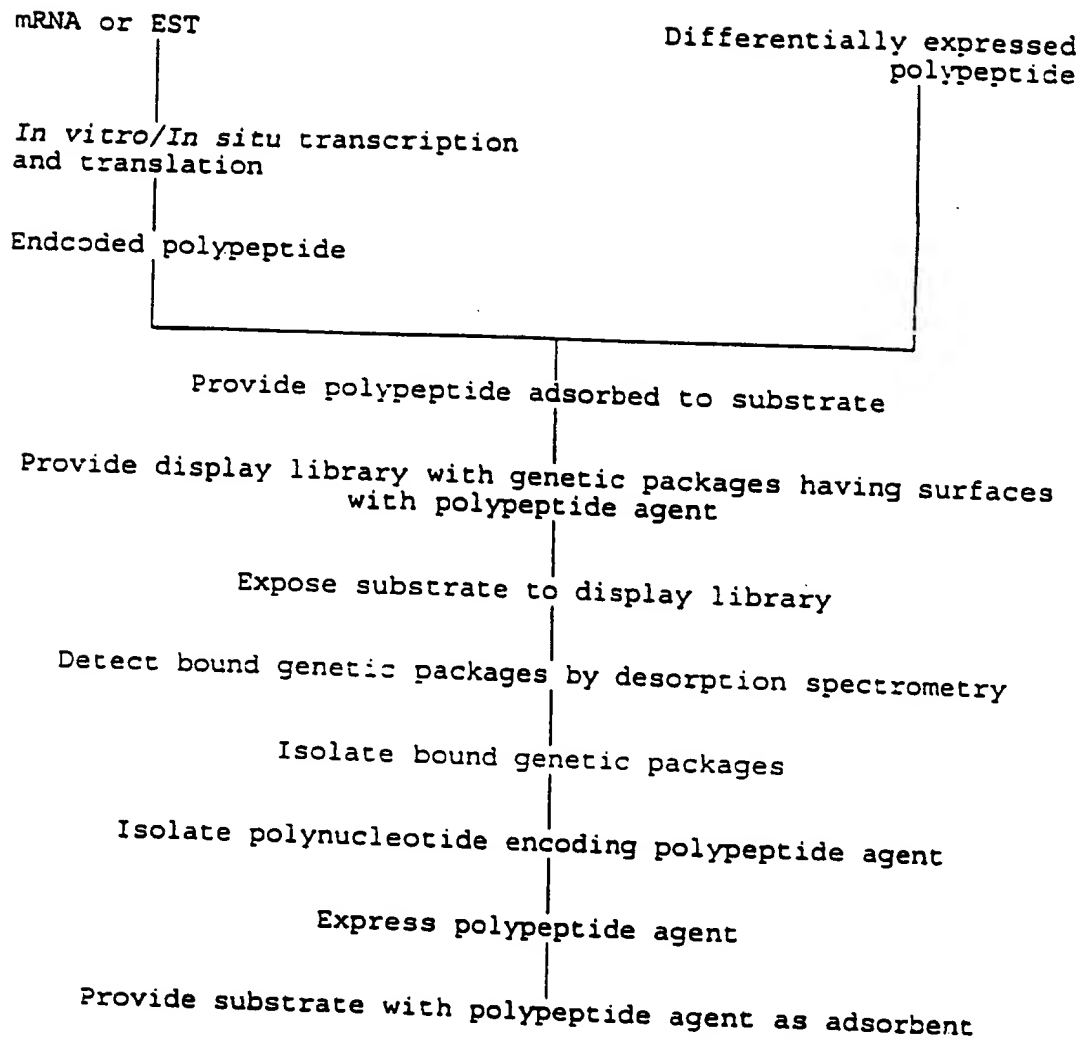 mRNA or EST
Differentially expressed
polypeptide
In vitro/In situ transcription
and translation
Endcoded polypeptide
Provide polypeptide adsorbed to substrate
Provide display library with genetic packages having surfaces
with polypeptide agent
Expose substrate to display library
Detect bound genetic packages by desorption spectrometry
Isolate bound genetic packages
Isolate polynucleotide encoding polypeptide agent
Express polypeptide agent
Provide substrate with polypeptide agent as adsorbent